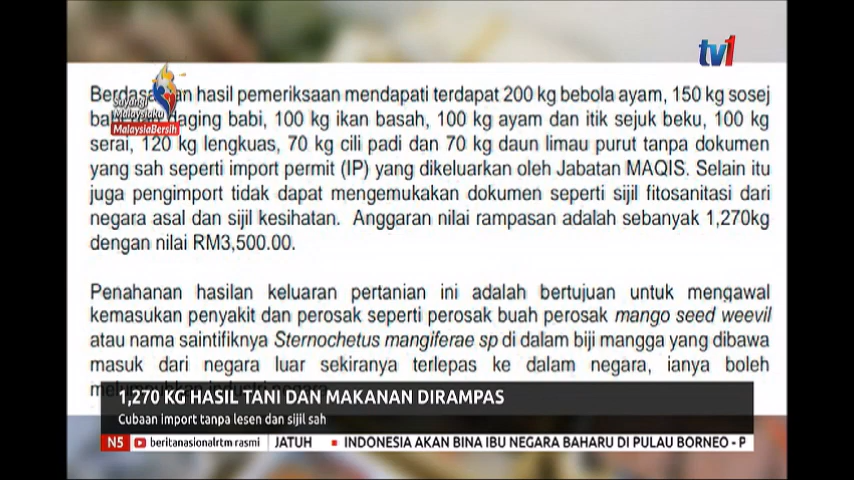 tv1
Berdasarkan hasil pemeriksaan mendapati terdapat 200 kg bebola ayam, 150 kg sosej
Sayangi
Malaysiaku
MalaysiaBersih
daging babi, 100 kg ikan basah, 100 kg ayam dan itik sejuk beku, 100 kg
serai, 120 kg lengkuas, 70 kg cili padi dan 70 kg daun limau purut tanpa dokumen
yang sah seperti import permit (IP) yang dikeluarkan oleh Jabatan MAQIS. Selain itu
juga pengimport tidak dapat mengemukakan dokumen seperti sijil fitosanitasi dari
negara asal dan sijil kesihatan. Anggaran nilai rampasan adalah sebanyak 1,270kg
dengan nilai RM3,500.00.
Penahanan hasilan keluaran pertanian ini adalah bertujuan untuk mengawal
kemasukan penyakit dan perosak seperti perosak buah perosak mango seed weevil
atau nama saintifiknya Sternochetus mangiferae sp di dalam biji mangga yang dibawa
masuk dari negara luar sekiranya terlepas ke dalam negara, ianya boleh
1,270 KG HASIL TANI DAN MAKANAN DIRAMPAS
Cubaan import tanpa lesen dan sijil sah
N5 beritanasionalrtm rasmi JATUH ▪ INDONESIA AKAN BINA IBU NEGARA BAHARU DI PULAU BORNEO - P